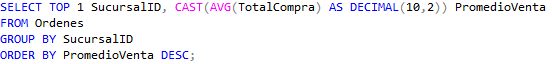 SELECT TOP 1 SucursalID, CAST(AVG(TotalCompra) AS DECIMAL(10,2)) PromedioVenta
FROM Ordenes
GROUP BY SucursalID
ORDER BY PromedioVenta DESC;